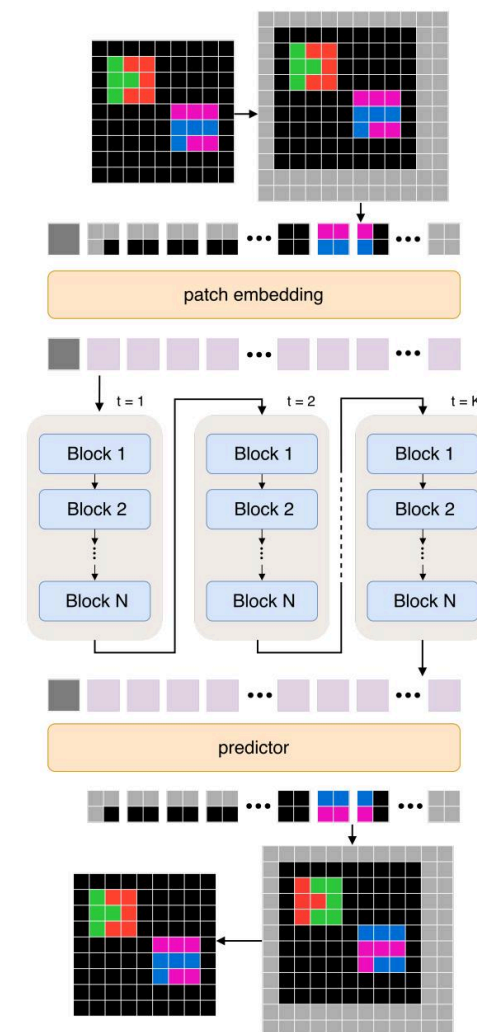 patch embedding
t = 1
t = 2
t = K
Block 1
Block 1
Block 1
Block 2
Block 2
Block 2
Block N
Block N
Block N
predictor